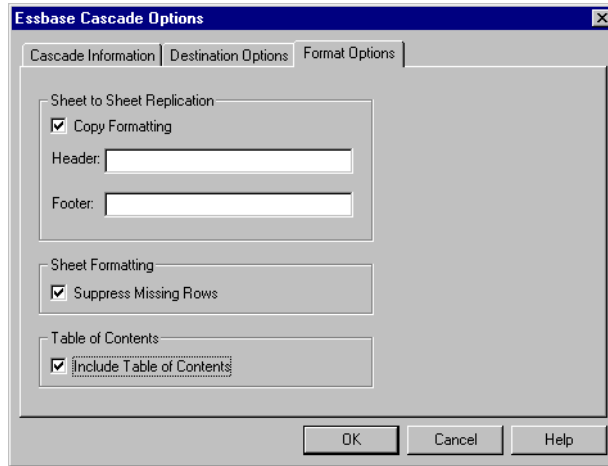 Essbase Cascade Options
Cascade Information Destination Options Format Options
Sheet to Sheet Replication
Copy Formatting
Header:
Footer:
Sheet Formatting
Suppress Missing Rows
Table of Contents
Include Table of Contents
OK Cancel Help